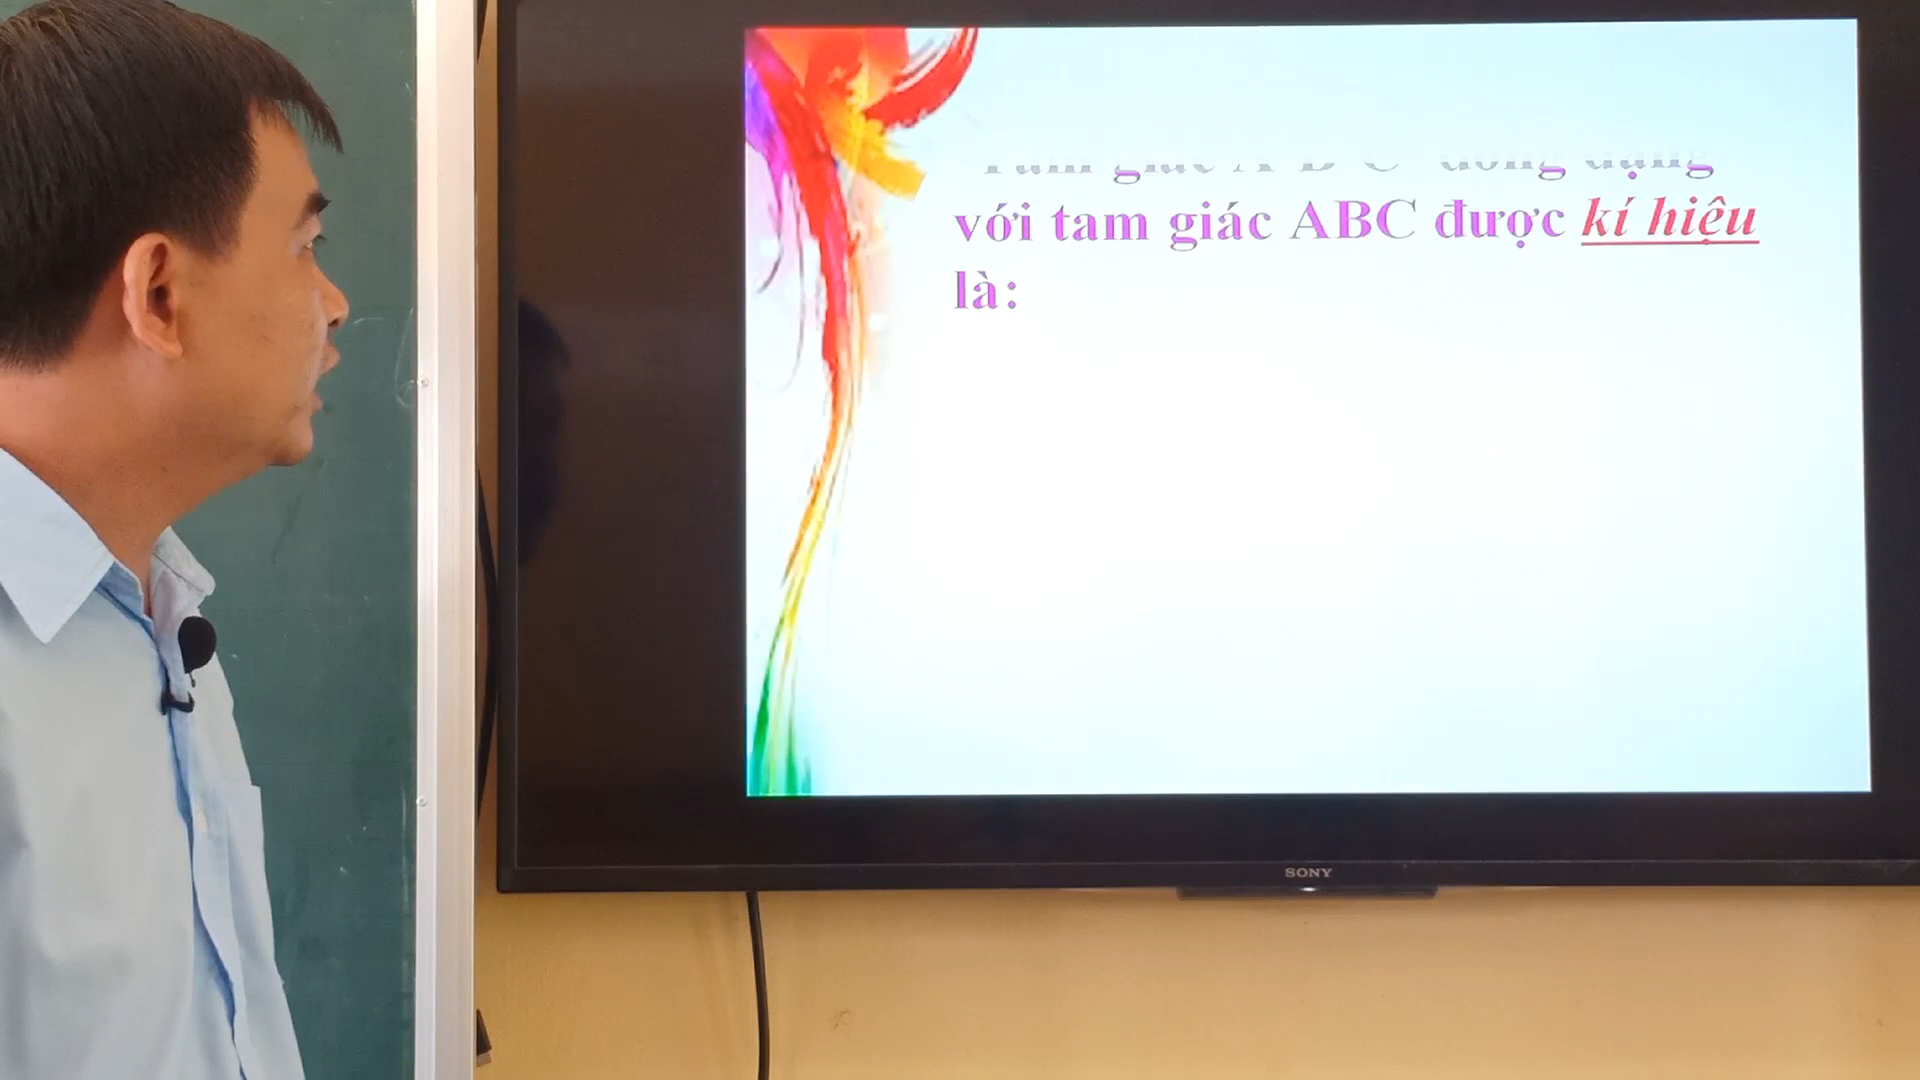 với tam giác ABC được kí hiệu
là:
SONY